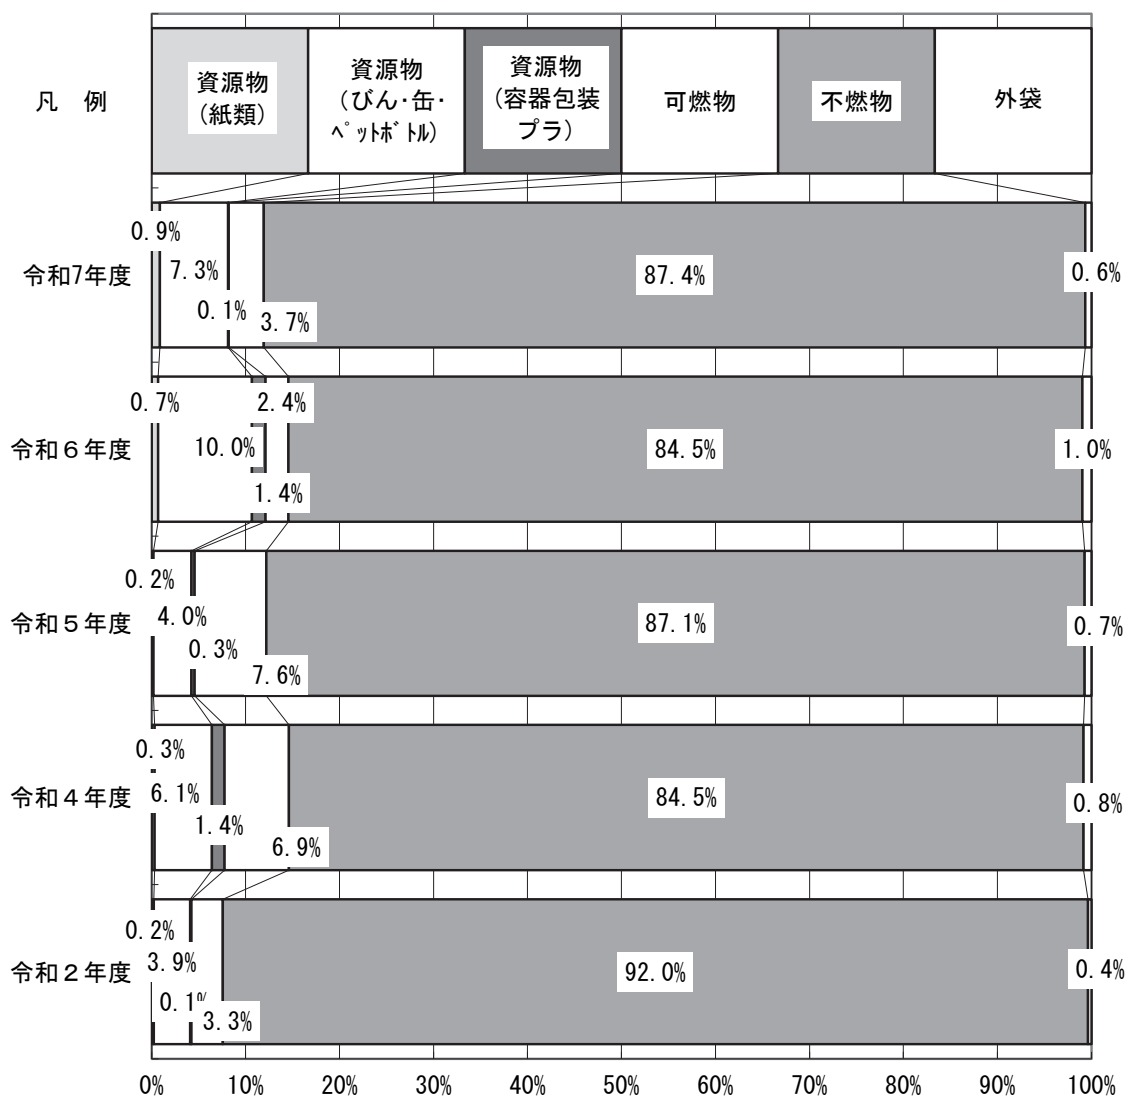 凡　例
資源物
（紙類）
資源物
（びん･缶･
ﾍﾟｯﾄﾎﾞﾄﾙ）
資源物
（容器包装
プラ）
可燃物
不燃物
外袋
令和7年度
0.9%
7.3%
0.1%
3.7%
87.4%
0.6%
令和６年度
0.7%
10.0%
1.4%
2.4%
84.5%
1.0%
令和５年度
0.2%
4.0%
0.3%
7.6%
87.1%
0.7%
令和４年度
0.3%
6.1%
1.4%
6.9%
84.5%
0.8%
令和２年度
0.2%
3.9%
0.1%
3.3%
92.0%
0.4%
0% 10% 20% 30% 40% 50% 60% 70% 80% 90% 100%